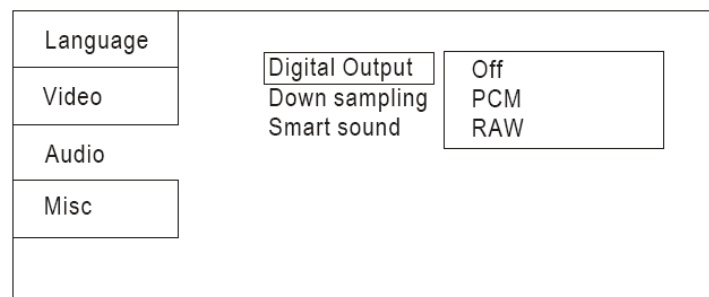 Language
Video
Audio
Misc
Digital Output
Down sampling
Smart sound
Off
PCM
RAW